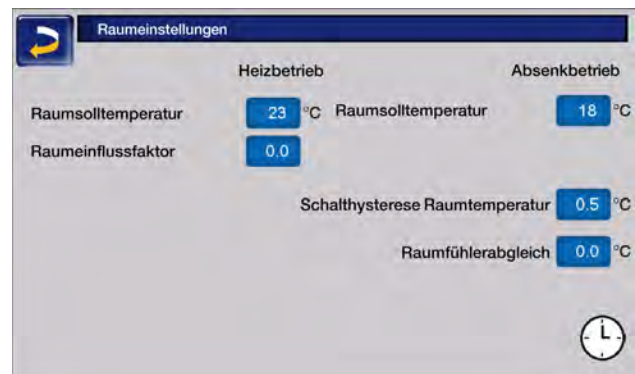 Raumeinstellungen
Heizbetrieb Absenkbetrieb
Raumsolltemperatur 23 °C Raumsolltemperatur 18 °C
Raumeinflussfaktor 0.0
Schalthysterese Raumtemperatur 0.5 °C
Raumfühlerabgleich 0.0 °C